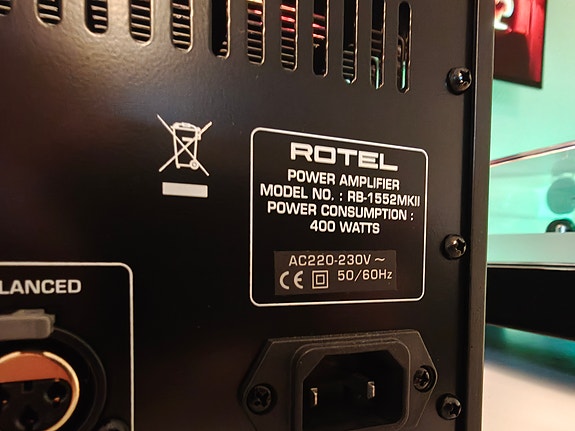 ROTEL
POWER AMPLIFIER
MODEL NO. : RB-1552MKII
POWER CONSUMPTION :
400 WATTS
AC220-230V ~
CE 50/60Hz
LANCED